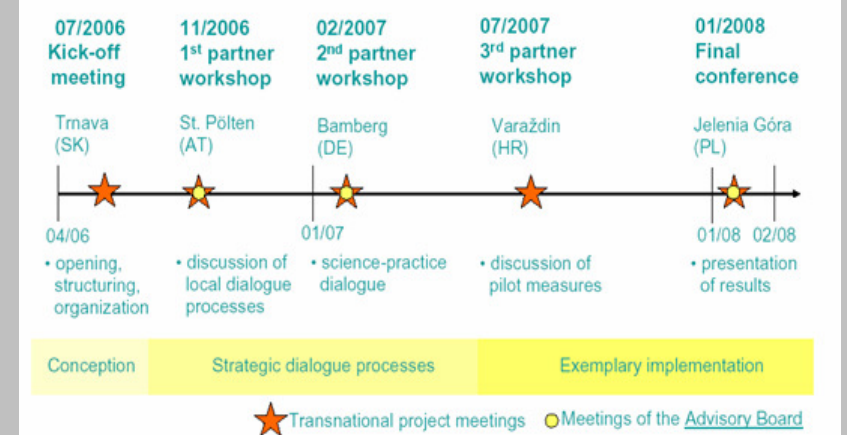 07/2006
Kick-off
meeting
11/2006
1st partner
workshop
02/2007
2nd partner
workshop
07/2007
3rd partner
workshop
01/2008
Final
conference
Trnava
(SK)
St. Pölten
(AT)
Bamberg
(DE)
Varaždin
(HR)
Jelenia Góra
(PL)
04/06
01/07
01/08 02/08
• opening,
structuring,
organization
• discussion of
local dialogue
processes
• science-practice
dialogue
• discussion of
pilot measures
• presentation
of results
Conception
Strategic dialogue processes
Exemplary implementation
Transnational project meetings
Meetings of the Advisory Board